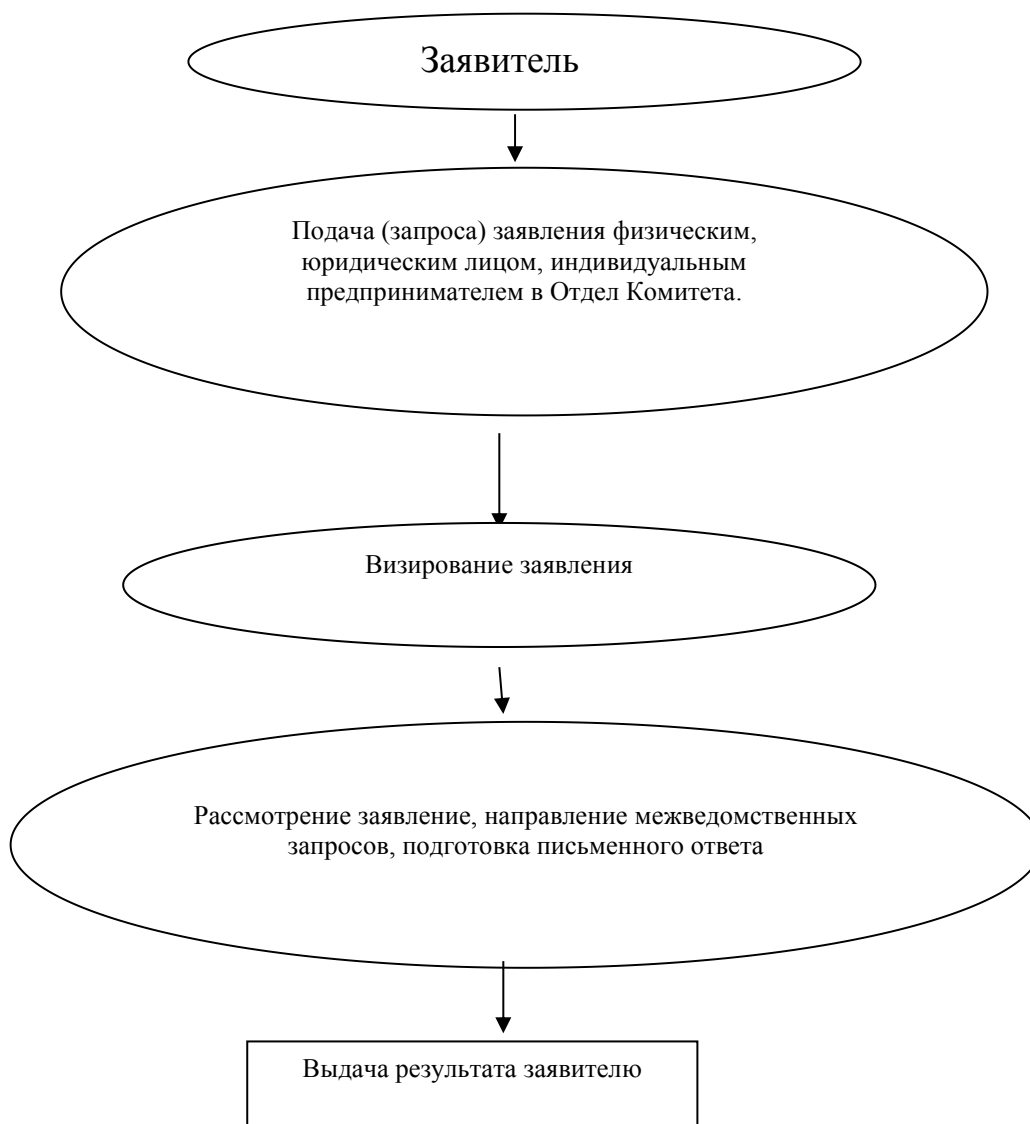 Заявитель
Подача (запроса) заявления физическим,
юридическим лицом, индивидуальным
предпринимателем в Отдел Комитета.
Визирование заявления
Рассмотрение заявление, направление межведомственных
запросов, подготовка письменного ответа
Выдача результата заявителю